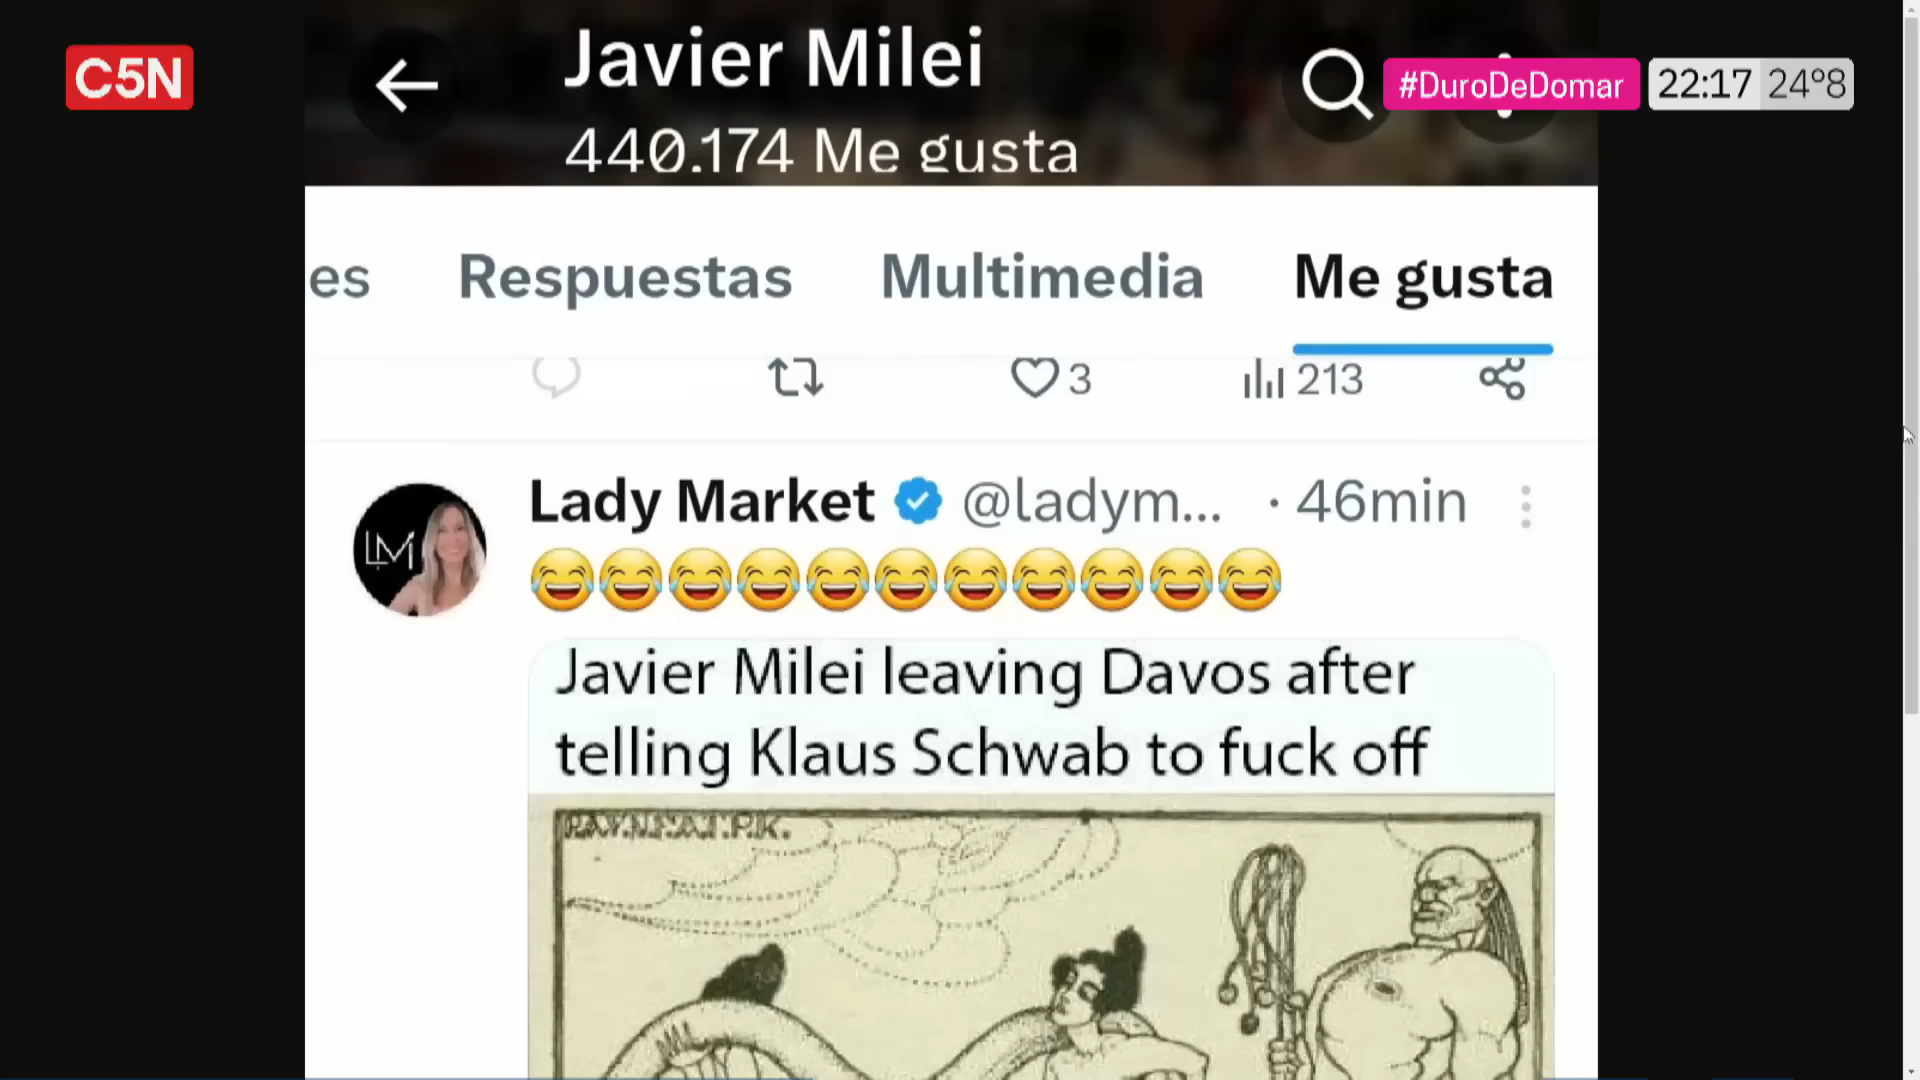 C5N
Javier Milei
440.174 Me gusta
#DuroDeDomar
22:17 24°8
es Respuestas Multimedia Me gusta
3 213
LM
Lady Market @ladym... · 46min
😂😂😂😂😂😂😂😂😂😂😂
Javier Milei leaving Davos after
telling Klaus Schwab to fuck off